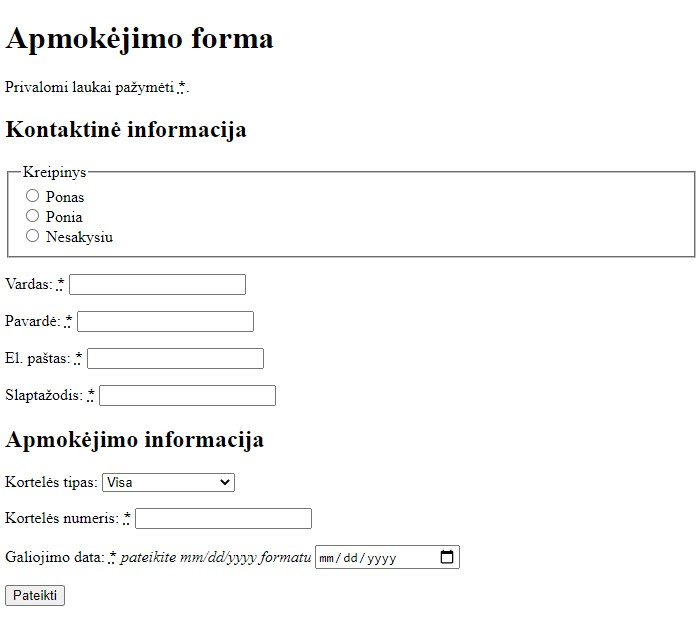 Apmokėjimo forma
Privalomi laukai pažymėti *.
Kontaktinė informacija
Kreipinys
Ponas
Ponia
Nesakysiu
Vardas: *
Pavardė: *
El. paštas: *
Slaptažodis: *
Apmokėjimo informacija
Kortelės tipas: Visa
Kortelės numeris: *
Galiojimo data: * pateikite mm/dd/yyyy formatu mm/dd/yyyy
Pateikti